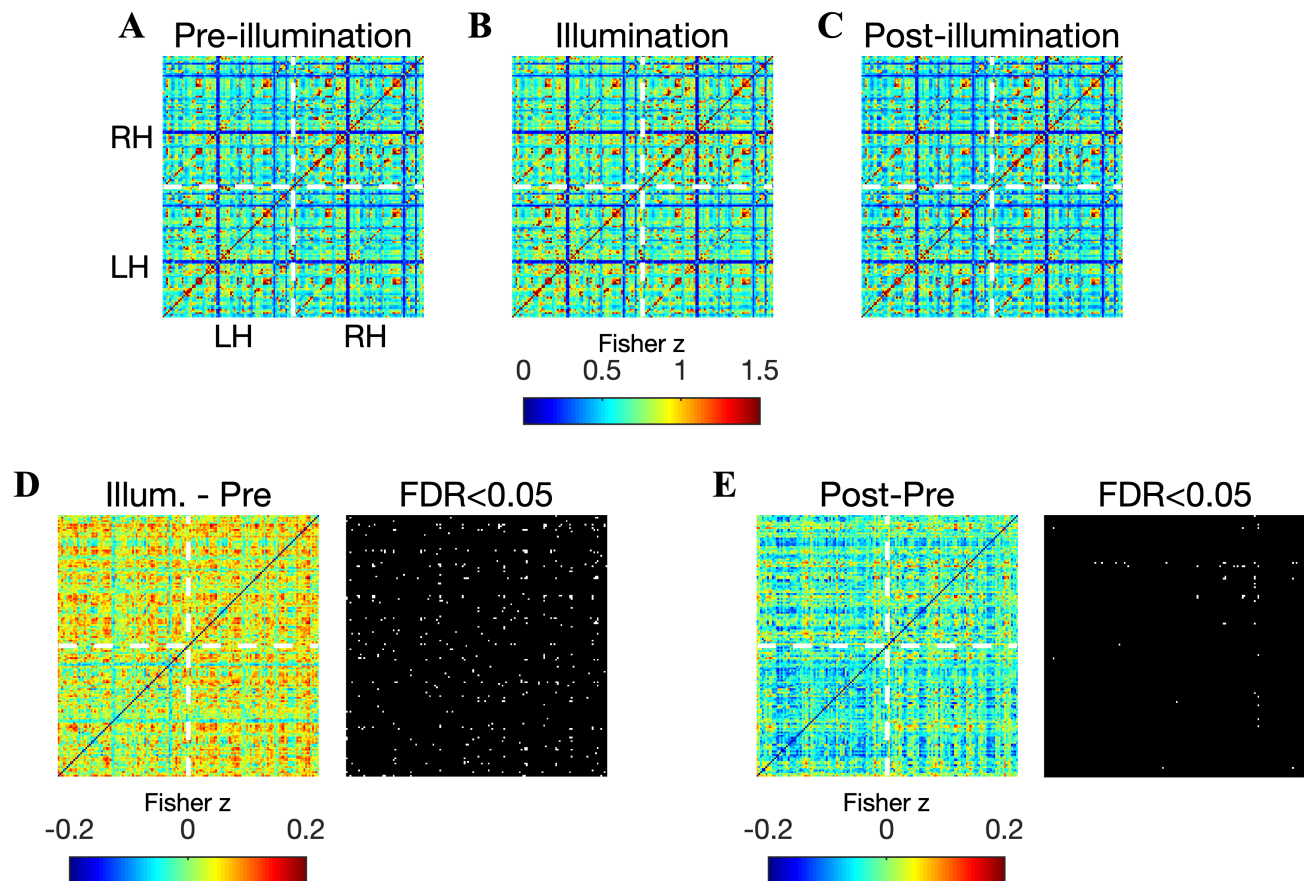 A Pre-illumination
B Illumination
C Post-illumination
RH
LH
LH RH
Fisher z
0 0.5 1 1.5
D Illum. - Pre FDR<0.05
E Post-Pre FDR<0.05
Fisher z
-0.2 0 0.2
Fisher z
-0.2 0 0.2